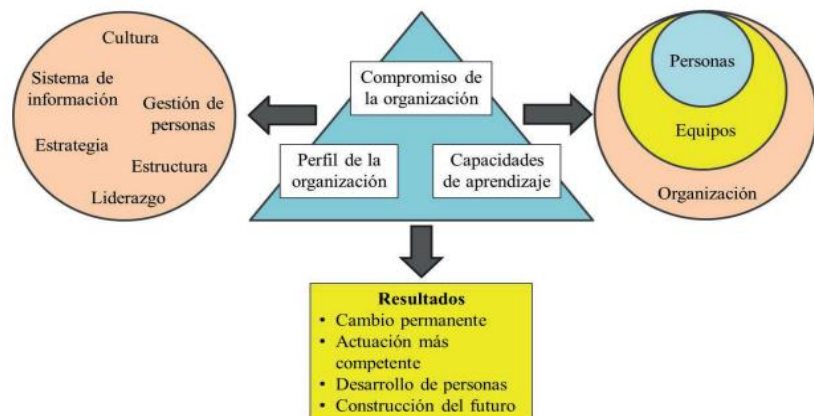 Cultura
Sistema de
información
Gestión de
personas
Estrategia
Estructura
Liderazgo
Compromiso de
la organización
Perfil de la
organización
Capacidades
de aprendizaje
Personas
Equipos
Organización
Resultados
• Cambio permanente
• Actuación más
competente
• Desarrollo de personas
• Construcción del futuro